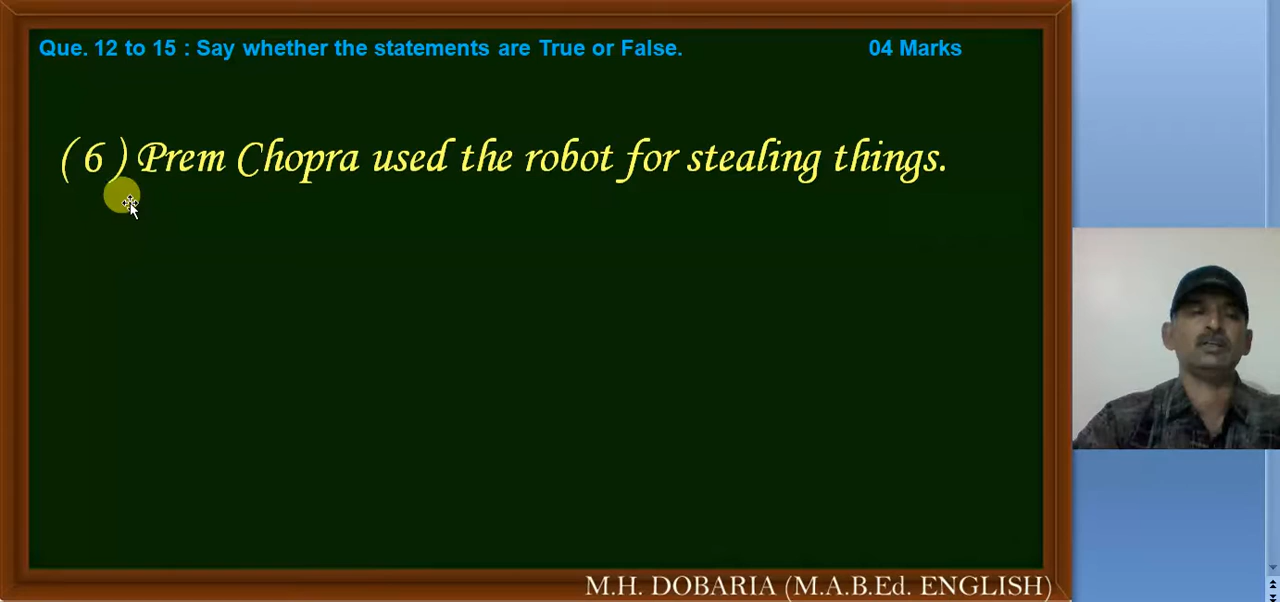 Que. 12 to 15 : Say whether the statements are True or False. 04 Marks
( 6 ) Prem Chopra used the robot for stealing things.
M.H. DOBARIA (M.A.B.Ed. ENGLISH)